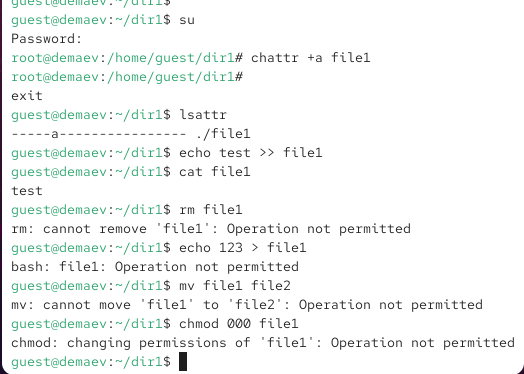 guest@demaev:~/dir1$
guest@demaev:~/dir1$ su
Password:
root@demaev:/home/guest/dir1# chattr +a file1
root@demaev:/home/guest/dir1#
exit
guest@demaev:~/dir1$ lsattr
-----a---------------- ./file1
guest@demaev:~/dir1$ echo test >> file1
guest@demaev:~/dir1$ cat file1
test
guest@demaev:~/dir1$ rm file1
rm: cannot remove 'file1': Operation not permitted
guest@demaev:~/dir1$ echo 123 > file1
bash: file1: Operation not permitted
guest@demaev:~/dir1$ mv file1 file2
mv: cannot move 'file1' to 'file2': Operation not permitted
guest@demaev:~/dir1$ chmod 000 file1
chmod: changing permissions of 'file1': Operation not permitted
guest@demaev:~/dir1$